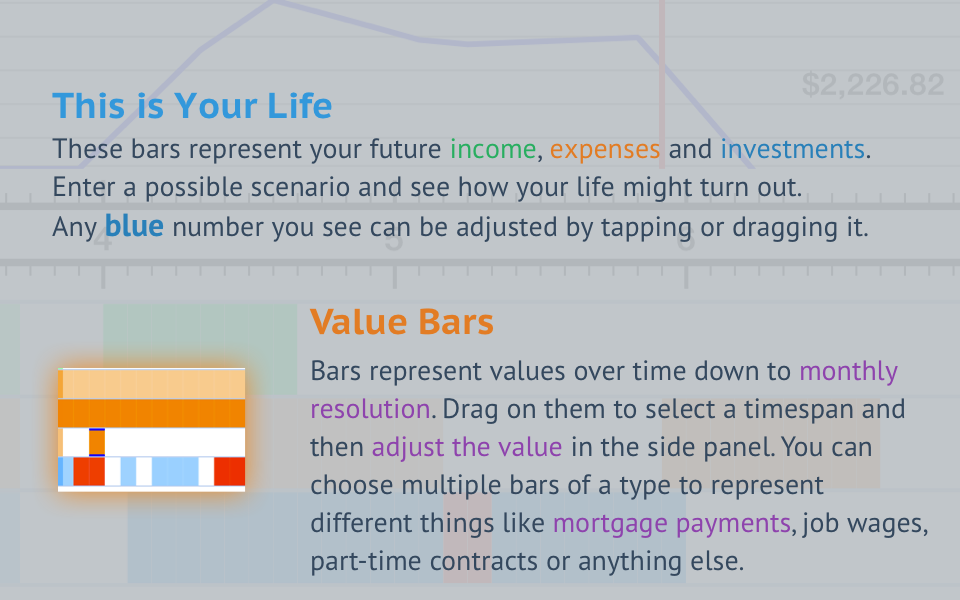 $2,226.82
This is Your Life
These bars represent your future income, expenses and investments.
Enter a possible scenario and see how your life might turn out.
Any blue number you see can be adjusted by tapping or dragging it.
4 5 6
Value Bars
Bars represent values over time down to monthly
resolution. Drag on them to select a timespan and
then adjust the value in the side panel. You can
choose multiple bars of a type to represent
different things like mortgage payments, job wages,
part-time contracts or anything else.